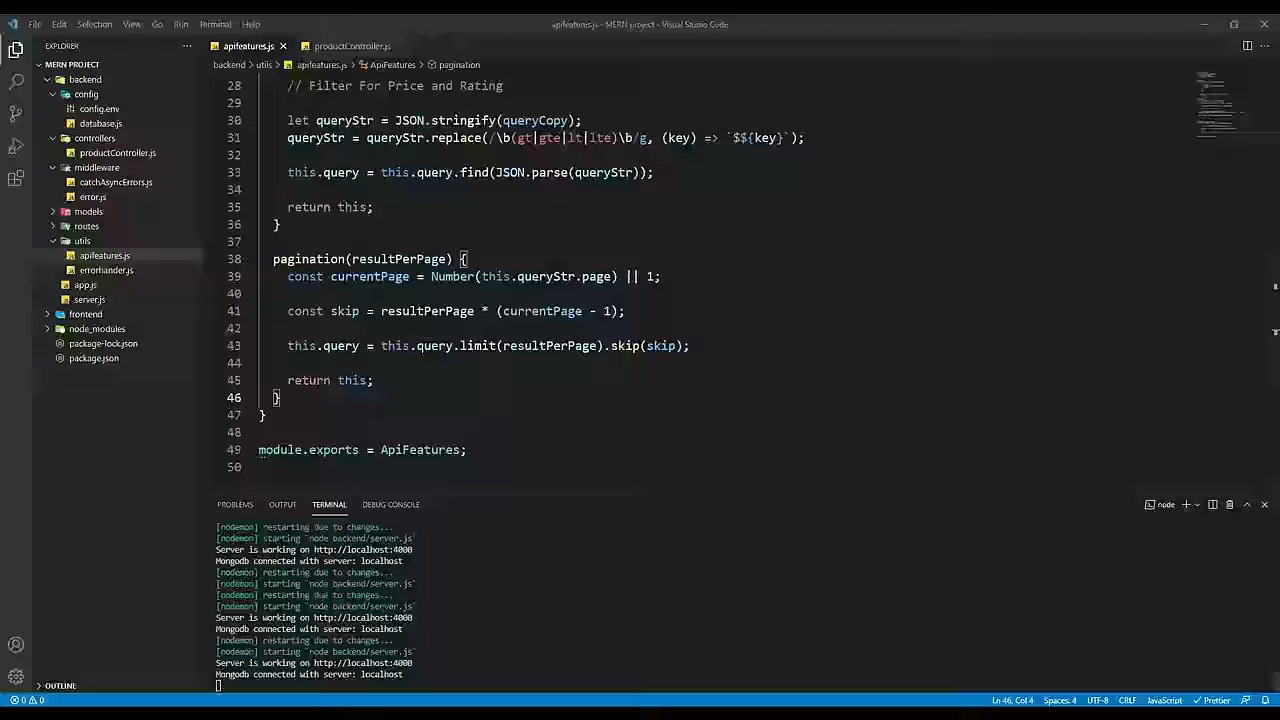 File Edit Selection View Go Run Terminal Help
apifeatures.js - MERN project - Visual Studio Code
EXPLORER
MERN PROJECT
backend
config
config.env
database.js
controllers
productController.js
middleware
catchAsyncErrors.js
error.js
models
routes
utils
apifeatures.js
errorhander.js
app.js
server.js
frontend
node_modules
package-lock.json
package.json
OUTLINE
apifeatures.js
productController.js
backend > utils > apifeatures.js > ApiFeatures > pagination
28 // Filter For Price and Rating
29
30 let queryStr = JSON.stringify(queryCopy);
31 queryStr = queryStr.replace( gt|gte|lt|lte)\b/g, (key) => `$${key}`);
32
33 this.query = this.query.find(JSON.parse(queryStr));
34
35 return this;
36 }
37
38 pagination(resultPerPage) {
39 const currentPage = Number(this.queryStr.page) || 1;
40
41 const skip = resultPerPage * (currentPage - 1);
42
43 this.query = this.query.limit(resultPerPage).skip(skip);
44
45 return this;
46 }
47 }
48
49 module.exports = ApiFeatures;
50
PROBLEMS OUTPUT TERMINAL DEBUG CONSOLE
node
[nodemon] restarting due to changes...
[nodemon] starting `node backend/server.js`
Server is working on http://localhost:4000
Mongodb connected with server: localhost
[nodemon] restarting due to changes...
[nodemon] starting `node backend/server.js`
[nodemon] restarting due to changes...
[nodemon] starting `node backend/server.js`
Server is working on http://localhost:4000
Mongodb connected with server: localhost
[nodemon] restarting due to changes...
[nodemon] starting `node backend/server.js`
Server is working on http://localhost:4000
Mongodb connected with server: localhost
0 0
Ln 46, Col 4 Spaces: 4 UTF-8 CRLF JavaScript Prettier